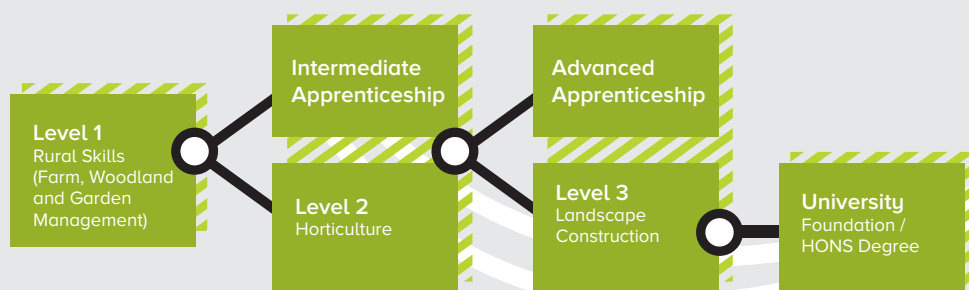 Level 1
Rural Skills
(Farm, Woodland
and Garden
Management)
Intermediate
Apprenticeship
Level 2
Horticulture
Advanced
Apprenticeship
Level 3
Landscape
Construction
University
Foundation /
HONS Degree